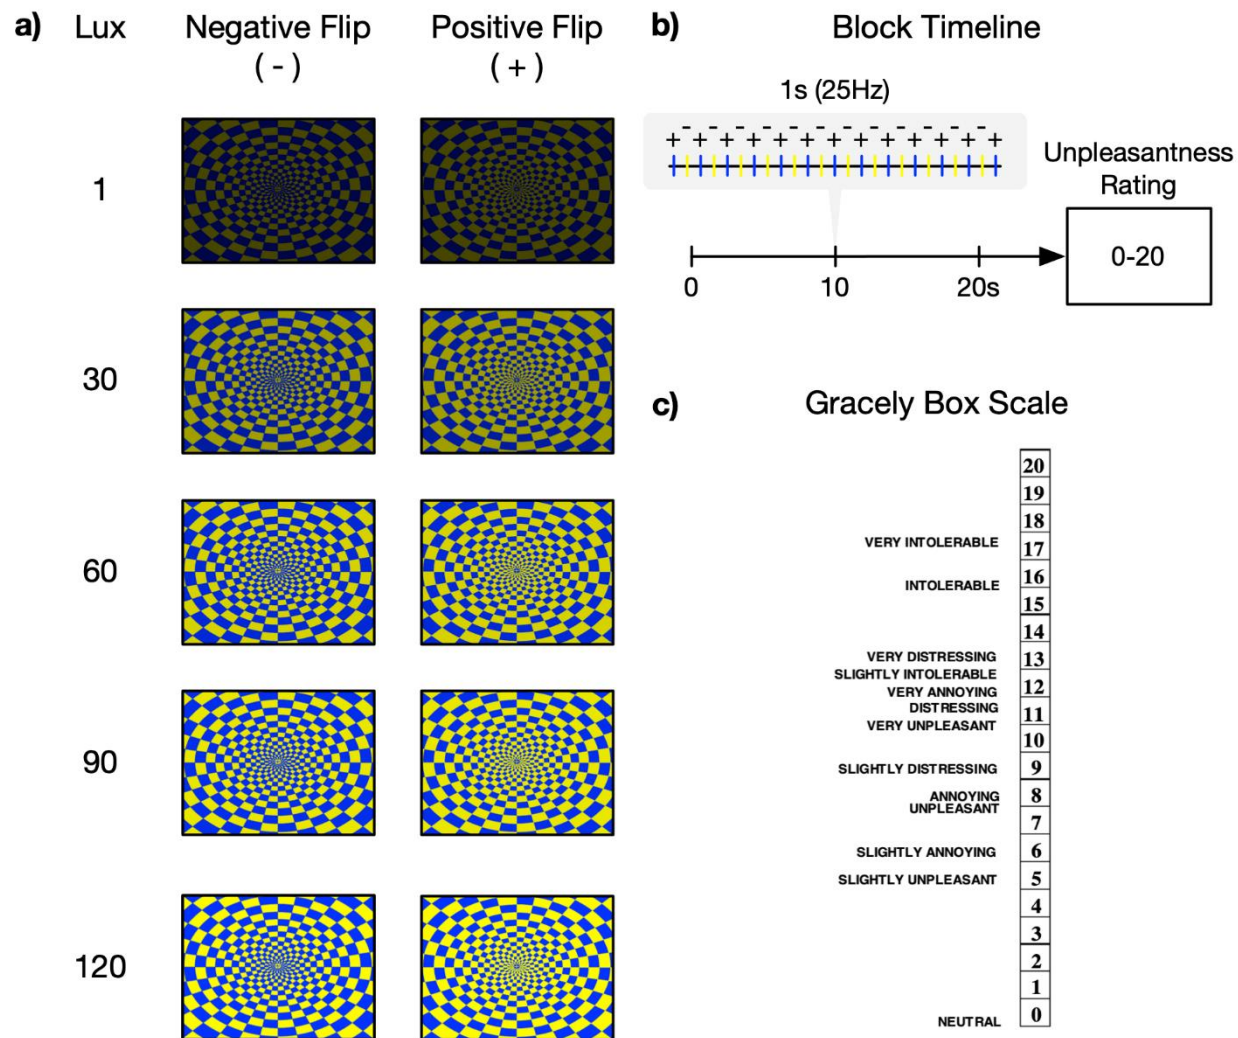 a) Lux Negative Flip Positive Flip
( - ) ( + )
1
30
60
90
120
b) Block Timeline
1s (25Hz)
- - - - - - - - - - - -
+ + + + + + + + + + + + +
0 10 20s
Unpleasantness
Rating
0-20
c) Gracely Box Scale
20
19
18
VERY INTOLERABLE 17
INTOLERABLE 16
15
14
VERY DISTRESSING 13
SLIGHTLY INTOLERABLE
VERY ANNOYING 12
DISTRESSING
VERY UNPLEASANT 11
10
SLIGHTLY DISTRESSING 9
ANNOYING 8
UNPLEASANT
7
SLIGHTLY ANNOYING 6
SLIGHTLY UNPLEASANT 5
4
3
2
1
NEUTRAL 0